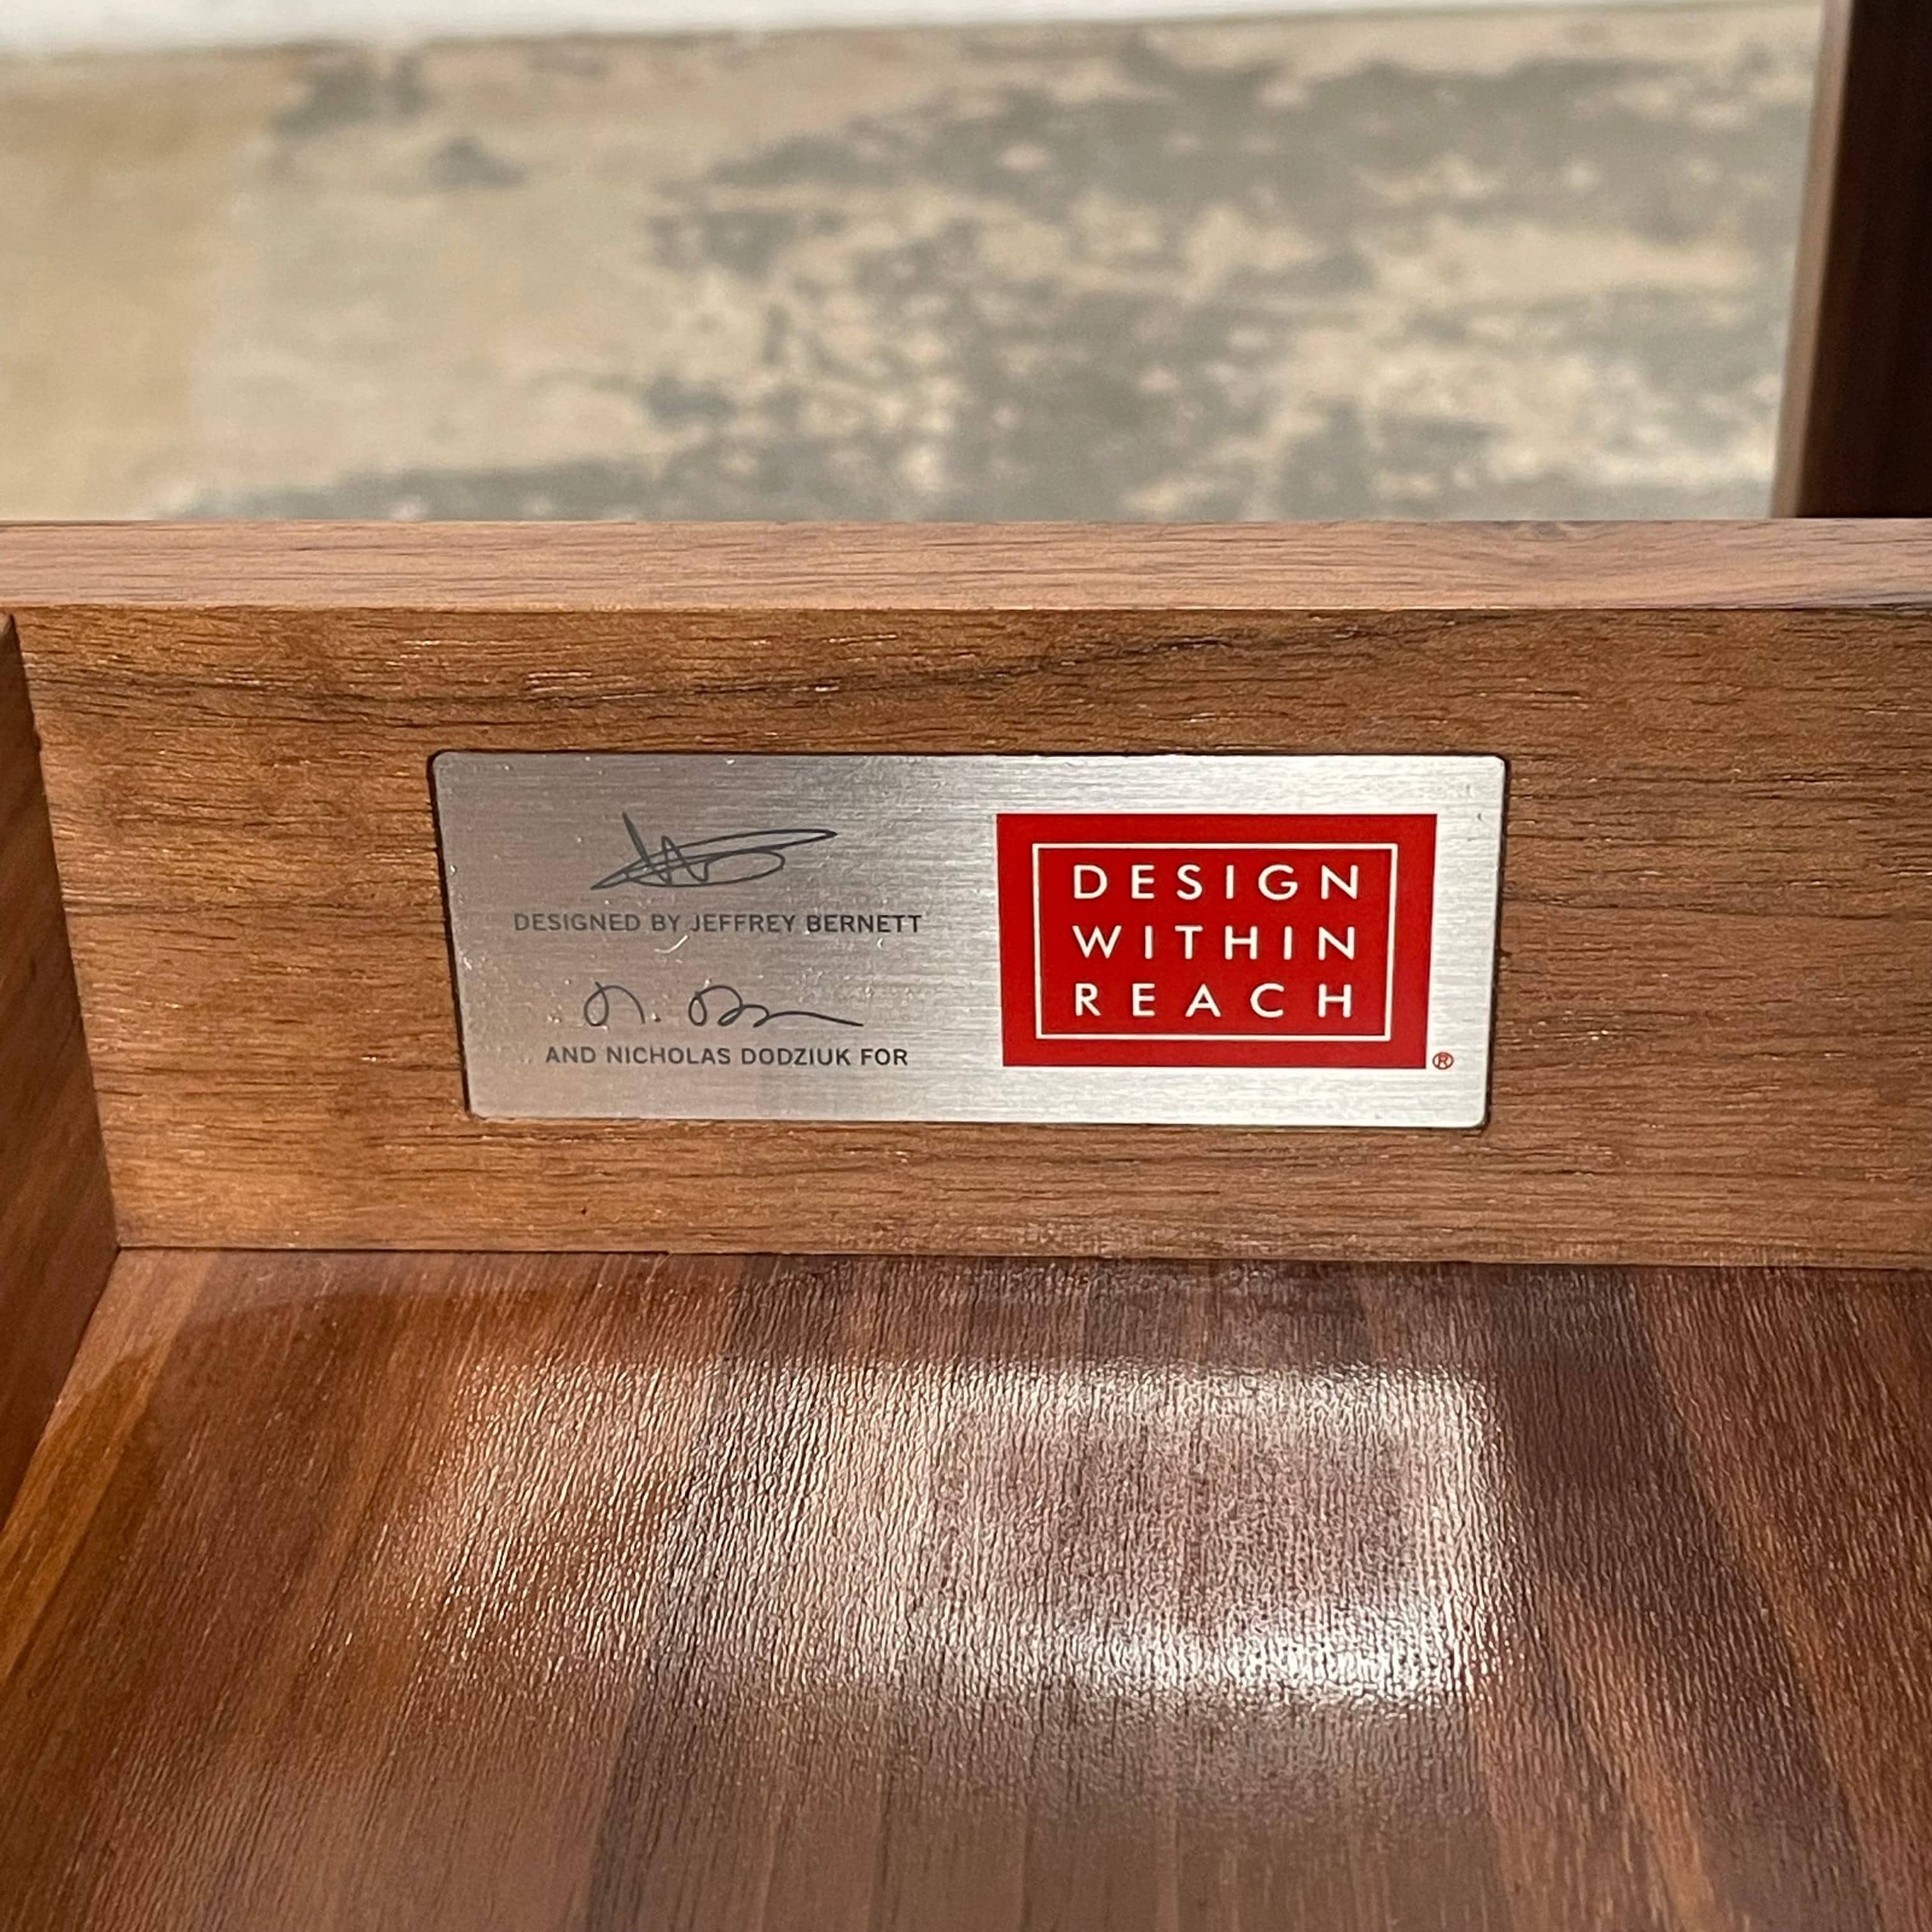 DESIGNED BY JEFFREY BERNETT
AND NICHOLAS DODZIUK FOR
DESIGN
WITHIN
REACH
®